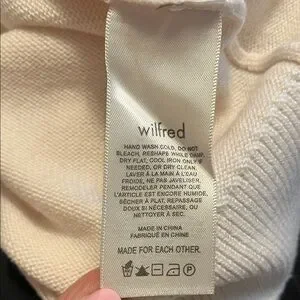 wilfred
HAND WASH COLD, DO NOT
BLEACH, RESHAPE WHILE DAMP,
DRY FLAT, COOL IRON ONLY IF
NEEDED, OR DRY CLEAN.
LAVER À LA MAIN À L'EAU
FROIDE, NE PAS JAVELISER,
REMODELER PENDANT QUE
L'ARTICLE EST ENCORE HUMIDE,
SÉCHER À PLAT, REPASSAGE
DOUX SI NÉCESSAIRE, OU
NETTOYER À SEC.
MADE IN CHINA
FABRIQUÉ EN CHINE
MADE FOR EACH OTHER.